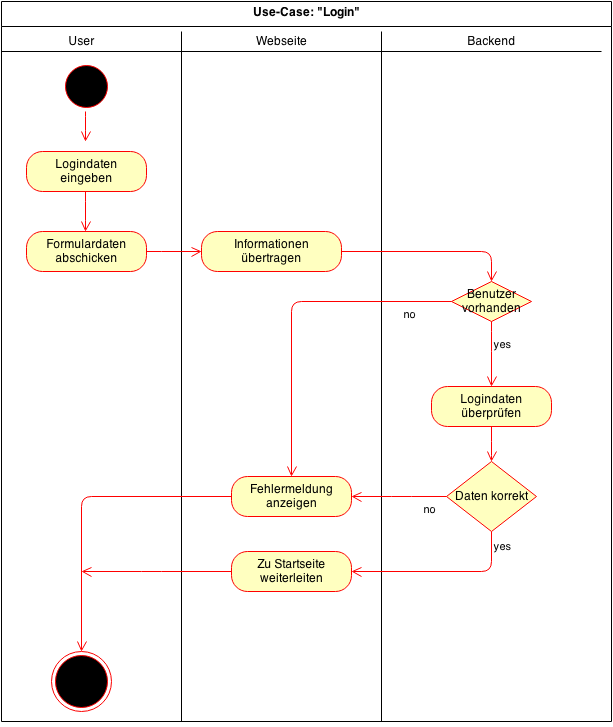 Use-Case: "Login"
User
Webseite
Backend
Logindaten
eingeben
Formulardaten
abschicken
Informationen
übertragen
Benutzer
vorhanden
no
yes
Logindaten
überprüfen
Fehlermeldung
anzeigen
Daten korrekt
no
yes
Zu Startseite
weiterleiten